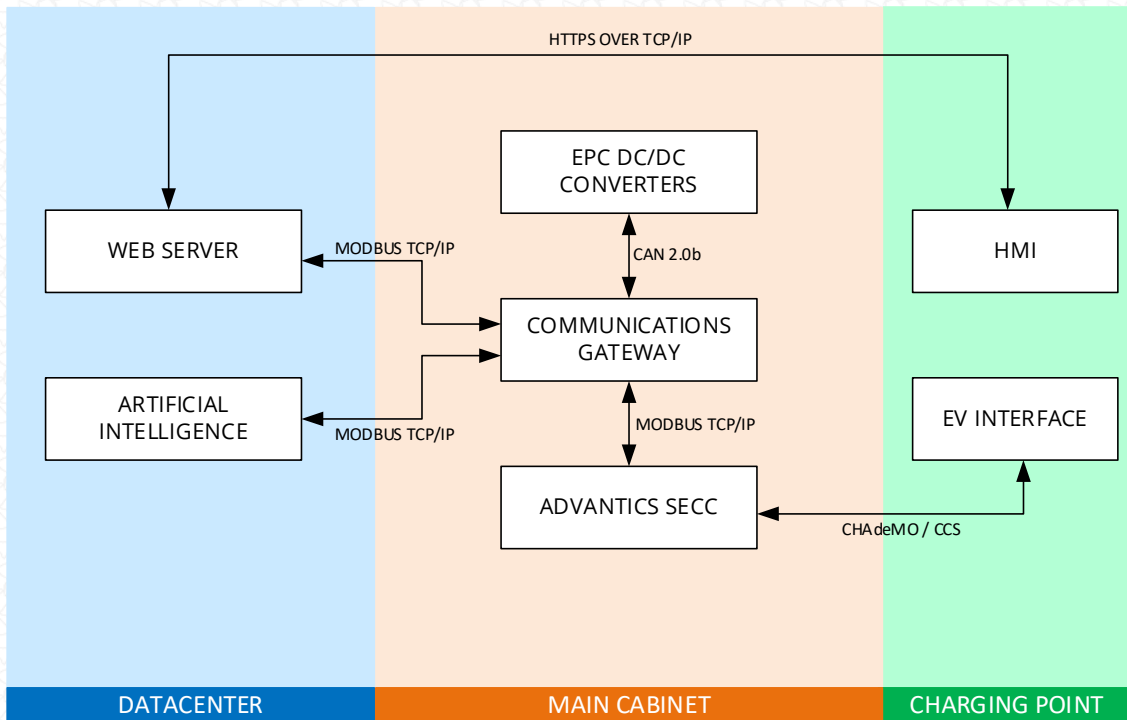 HTTPS OVER TCP/IP
EPC DC/DC
CONVERTERS
WEB SERVER
MODBUS TCP/IP
CAN 2.0b
HMI
COMMUNICATIONS
GATEWAY
ARTIFICIAL
INTELLIGENCE
MODBUS TCP/IP
MODBUS TCP/IP
EV INTERFACE
ADVANTICS SECC
CHAdeMO / CCS
DATACENTER
MAIN CABINET
CHARGING POINT